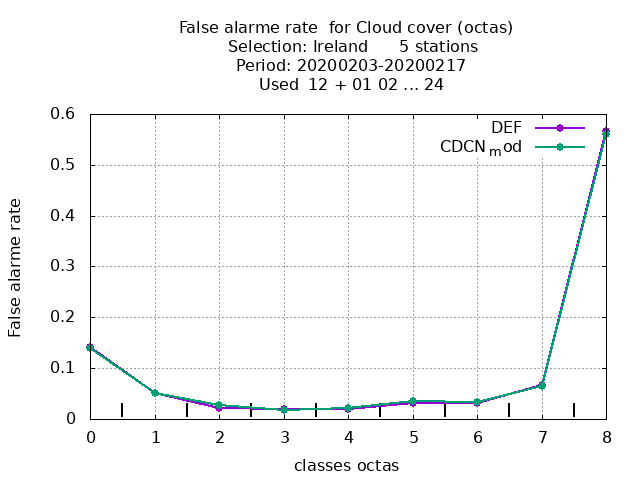 False alarme rate  for Cloud cover (octas)
Selection: Ireland      5 stations
Period: 20200203-20200217
Used  12 + 01 02 ... 24
DEF
CDCNmod
False alarme rate
0.6
0.5
0.4
0.3
0.2
0.1
0
0 1 2 3 4 5 6 7 8
classes octas